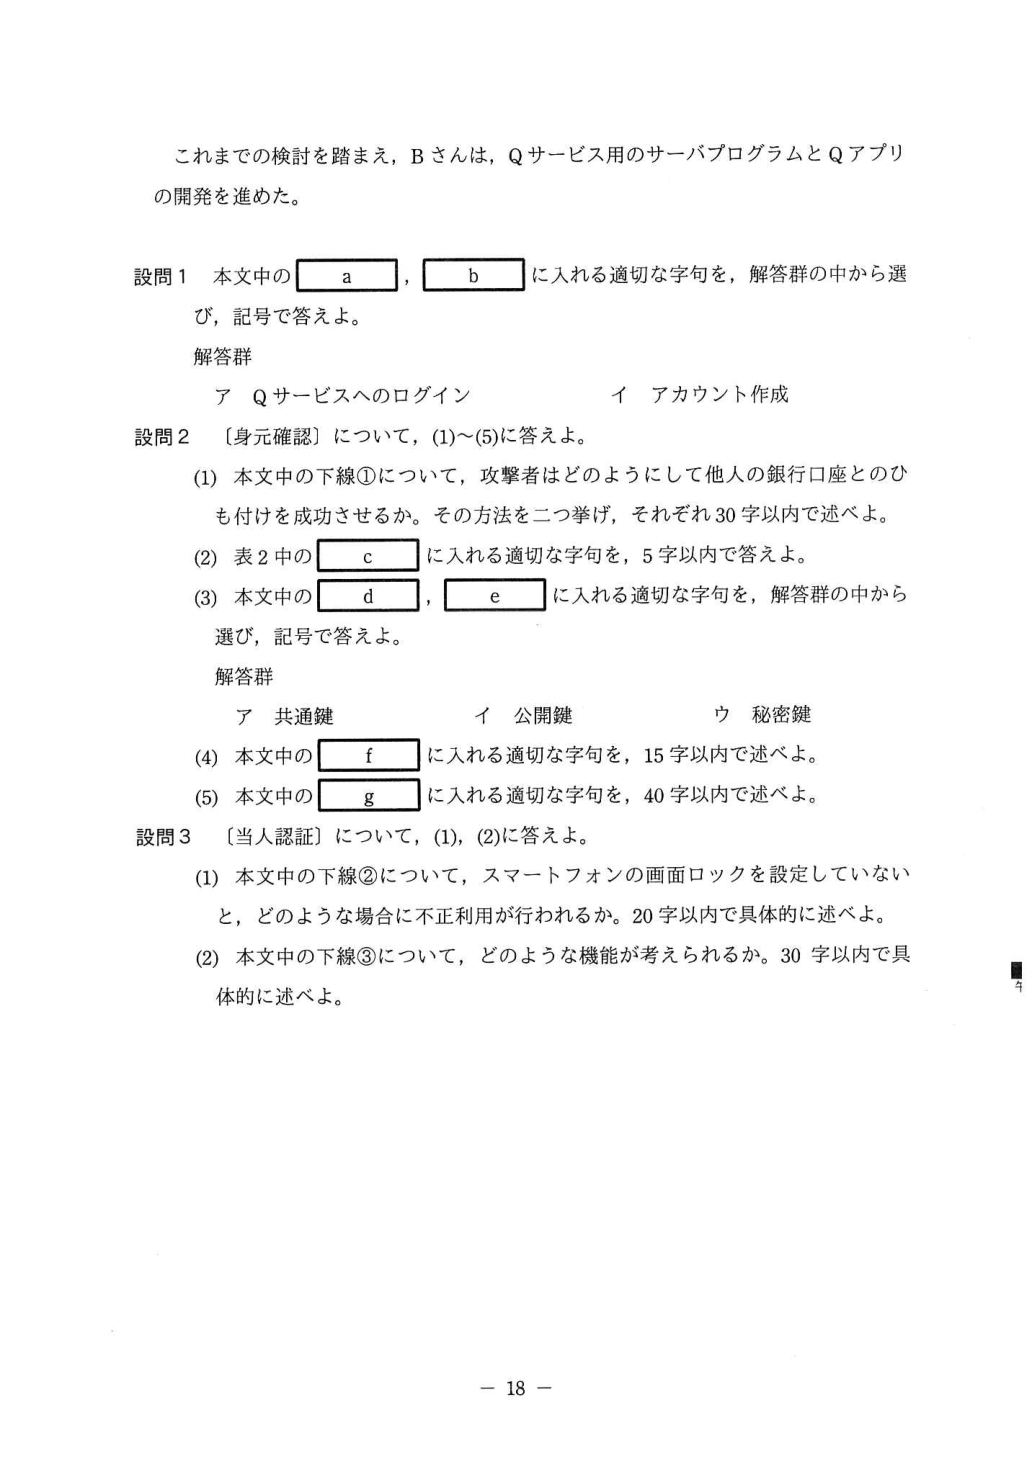 これまでの検討を踏まえ，B さんは，Q サービス用のサーバプログラムと Q アプリ
の開発を進めた。
設問1 本文中の a ， b に入れる適切な字句を，解答群の中から選
び，記号で答えよ。
解答群
ア Q サービスへのログイン イ アカウント作成
設問2 〔身元確認〕について，(1)～(5)に答えよ。
(1) 本文中の下線①について，攻撃者はどのようにして他人の銀行口座とのひ
も付けを成功させるか。その方法を二つ挙げ，それぞれ 30 字以内で述べよ。
(2) 表 2 中の c に入れる適切な字句を，5 字以内で答えよ。
(3) 本文中の d ， e に入れる適切な字句を，解答群の中から
選び，記号で答えよ。
解答群
ア 共通鍵 イ 公開鍵 ウ 秘密鍵
(4) 本文中の f に入れる適切な字句を，15 字以内で述べよ。
(5) 本文中の g に入れる適切な字句を，40 字以内で述べよ。
設問3 〔当人認証〕について，(1)，(2)に答えよ。
(1) 本文中の下線②について，スマートフォンの画面ロックを設定していない
と，どのような場合に不正利用が行われるか。20 字以内で具体的に述べよ。
(2) 本文中の下線③について，どのような機能が考えられるか。30 字以内で具
体的に述べよ。
－ 18 －